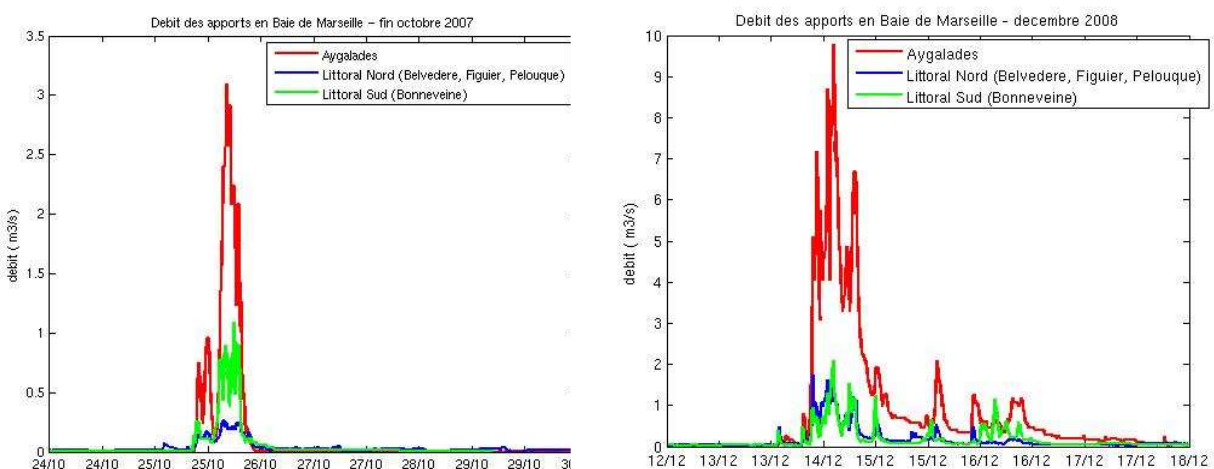 Debit des apports en Baie de Marseille - fin octobre 2007
3.5
3
2.5
2
1.5
1
0.5
0
debit ( m3/s)
Aygalades
Littoral Nord (Belvedere, Figuier, Pelouque)
Littoral Sud (Bonneveine)
24/10 24/10 25/10 25/10 26/10 27/10 27/10 28/10 29/10 29/10 30
Debit des apports en Baie de Marseille - decembre 2008
10
9
8
7
6
5
4
3
2
1
0
debit ( m3/s)
Aygalades
Littoral Nord (Belvedere, Figuier, Pelouque)
Littoral Sud (Bonneveine)
12/12 13/12 13/12 14/12 15/12 15/12 16/12 16/12 17/12 17/12 18/12